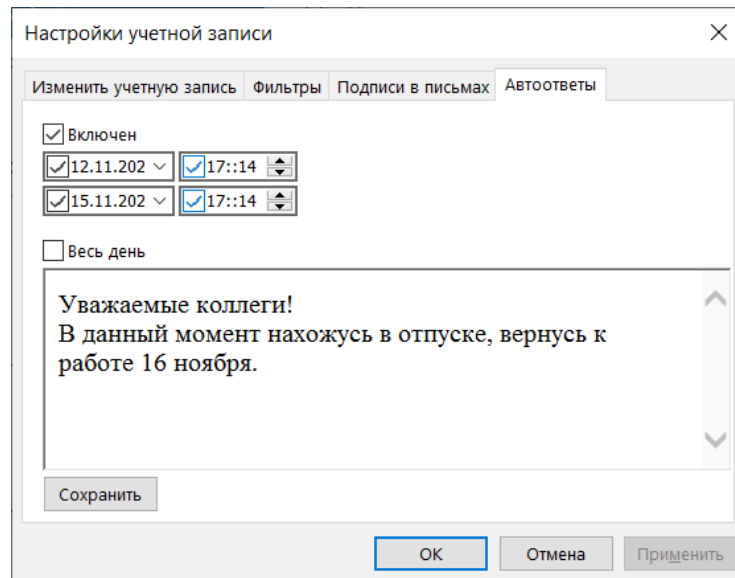 Настройки учетной записи
Изменить учетную запись Фильтры Подписи в письмах Автоответы
Включен
12.11.202 17::14
15.11.202 17::14
Весь день
Уважаемые коллеги!
В данный момент нахожусь в отпуске, вернусь к
работе 16 ноября.
Сохранить
ОК Отмена Применить